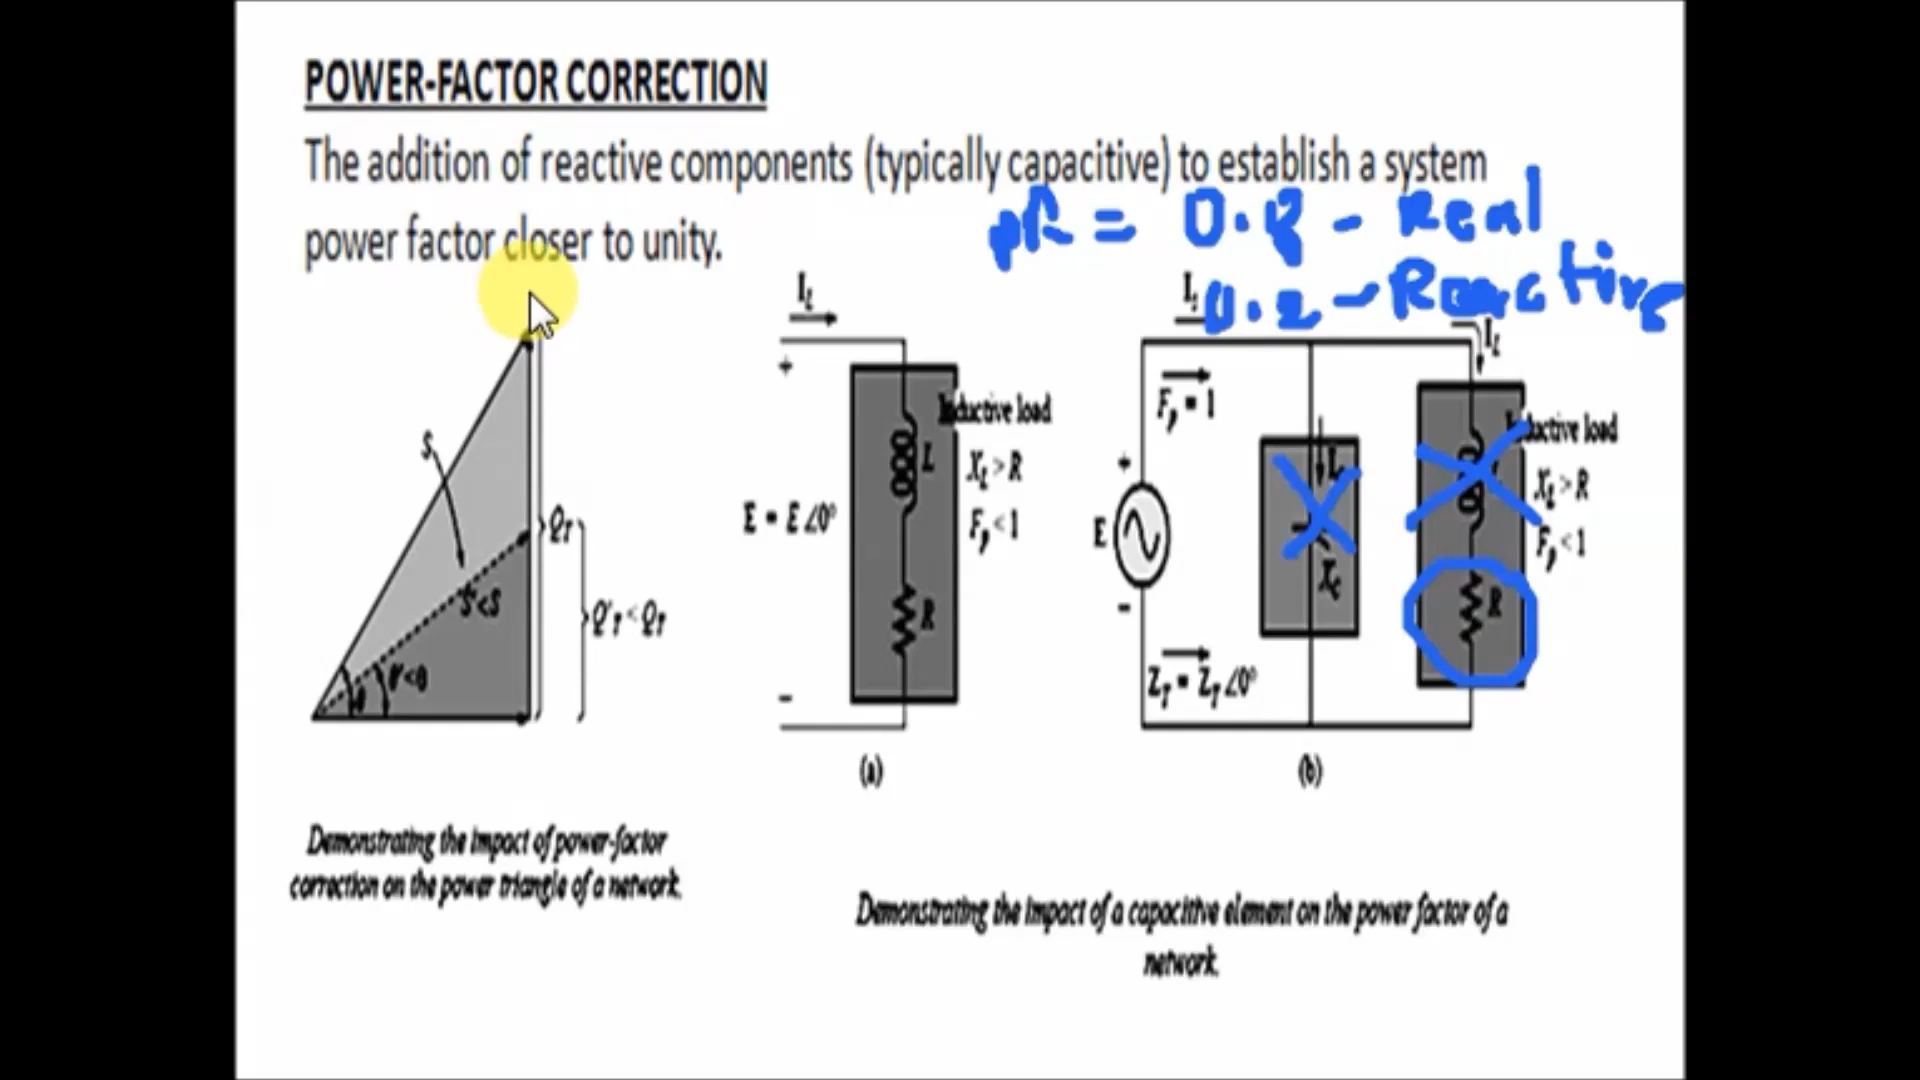 POWER-FACTOR CORRECTION
The addition of reactive components (typically capacitive) to establish a system
power factor closer to unity.
pf = 0.8 - Real
0.2 - Reactive
S
Q_T
S' < S
Q'_T < Q_T
θ
θ' < θ
I_L
+
E = E ∠0°
-
L
R
Inductive load
X_L > R
F_p < 1
(a)
I_s
F_p = 1
+
E
-
Z_T = Z_T ∠0°
X_C
I_L
R
Inductive load
X_L > R
F_p < 1
(b)
Demonstrating the impact of power-factor
correction on the power triangle of a network.
Demonstrating the impact of a capacitive element on the power factor of a
network.